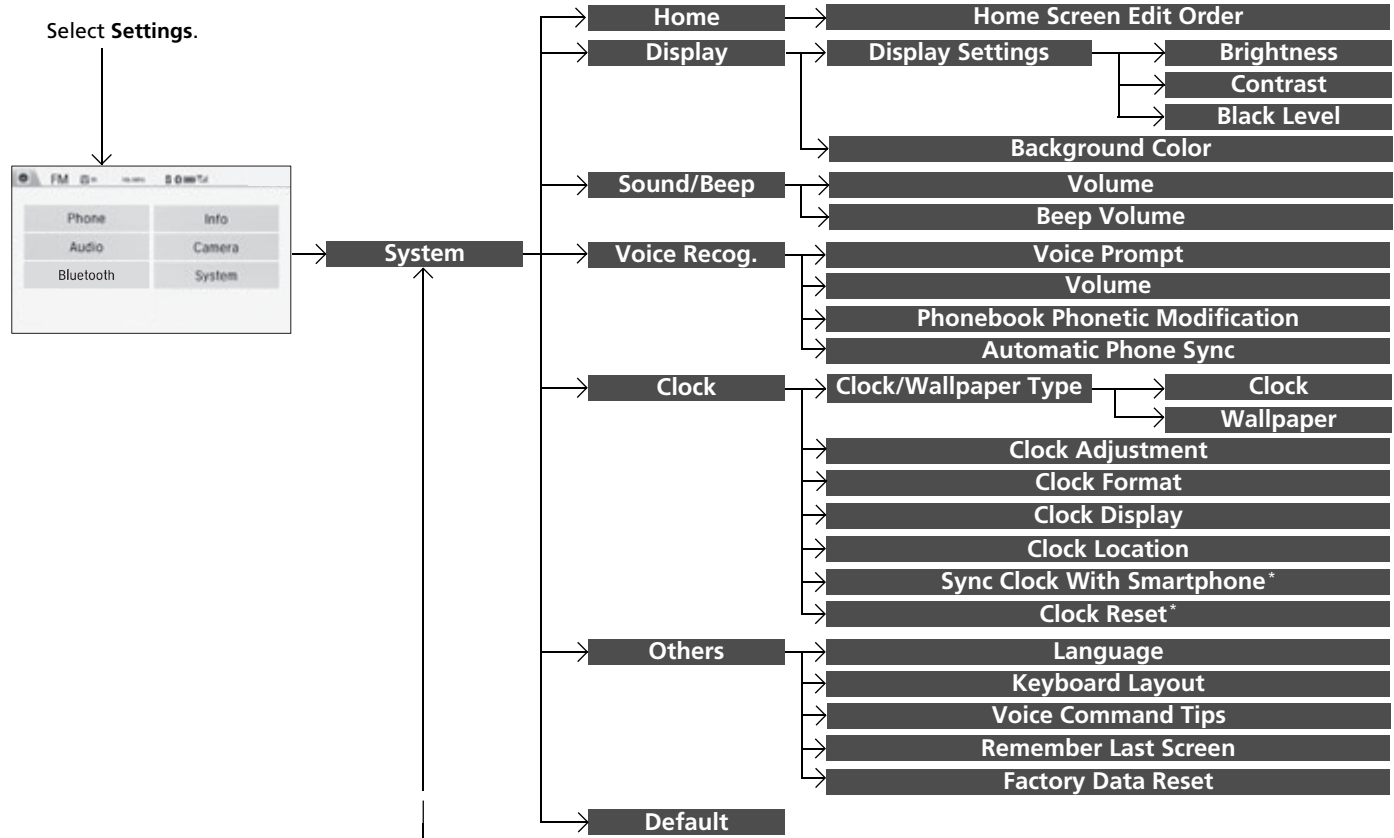 Select Settings.
FM
Phone
Info
Audio
Camera
Bluetooth
System
System
Home
Home Screen Edit Order
Display
Display Settings
Brightness
Contrast
Black Level
Background Color
Sound/Beep
Volume
Beep Volume
Voice Recog.
Voice Prompt
Volume
Phonebook Phonetic Modification
Automatic Phone Sync
Clock
Clock/Wallpaper Type
Clock
Wallpaper
Clock Adjustment
Clock Format
Clock Display
Clock Location
Sync Clock With Smartphone*
Clock Reset*
Others
Language
Keyboard Layout
Voice Command Tips
Remember Last Screen
Factory Data Reset
Default